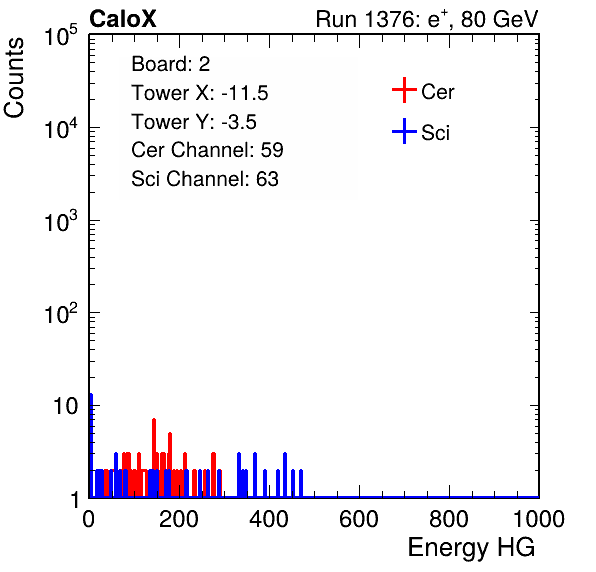 CaloX Run 1376: e⁺, 80 GeV
Counts
10⁵
10⁴
10³
10²
10
1
Board: 2
Tower X: -11.5
Tower Y: -3.5
Cer Channel: 59
Sci Channel: 63
Cer
Sci
0 200 400 600 800 1000
Energy HG